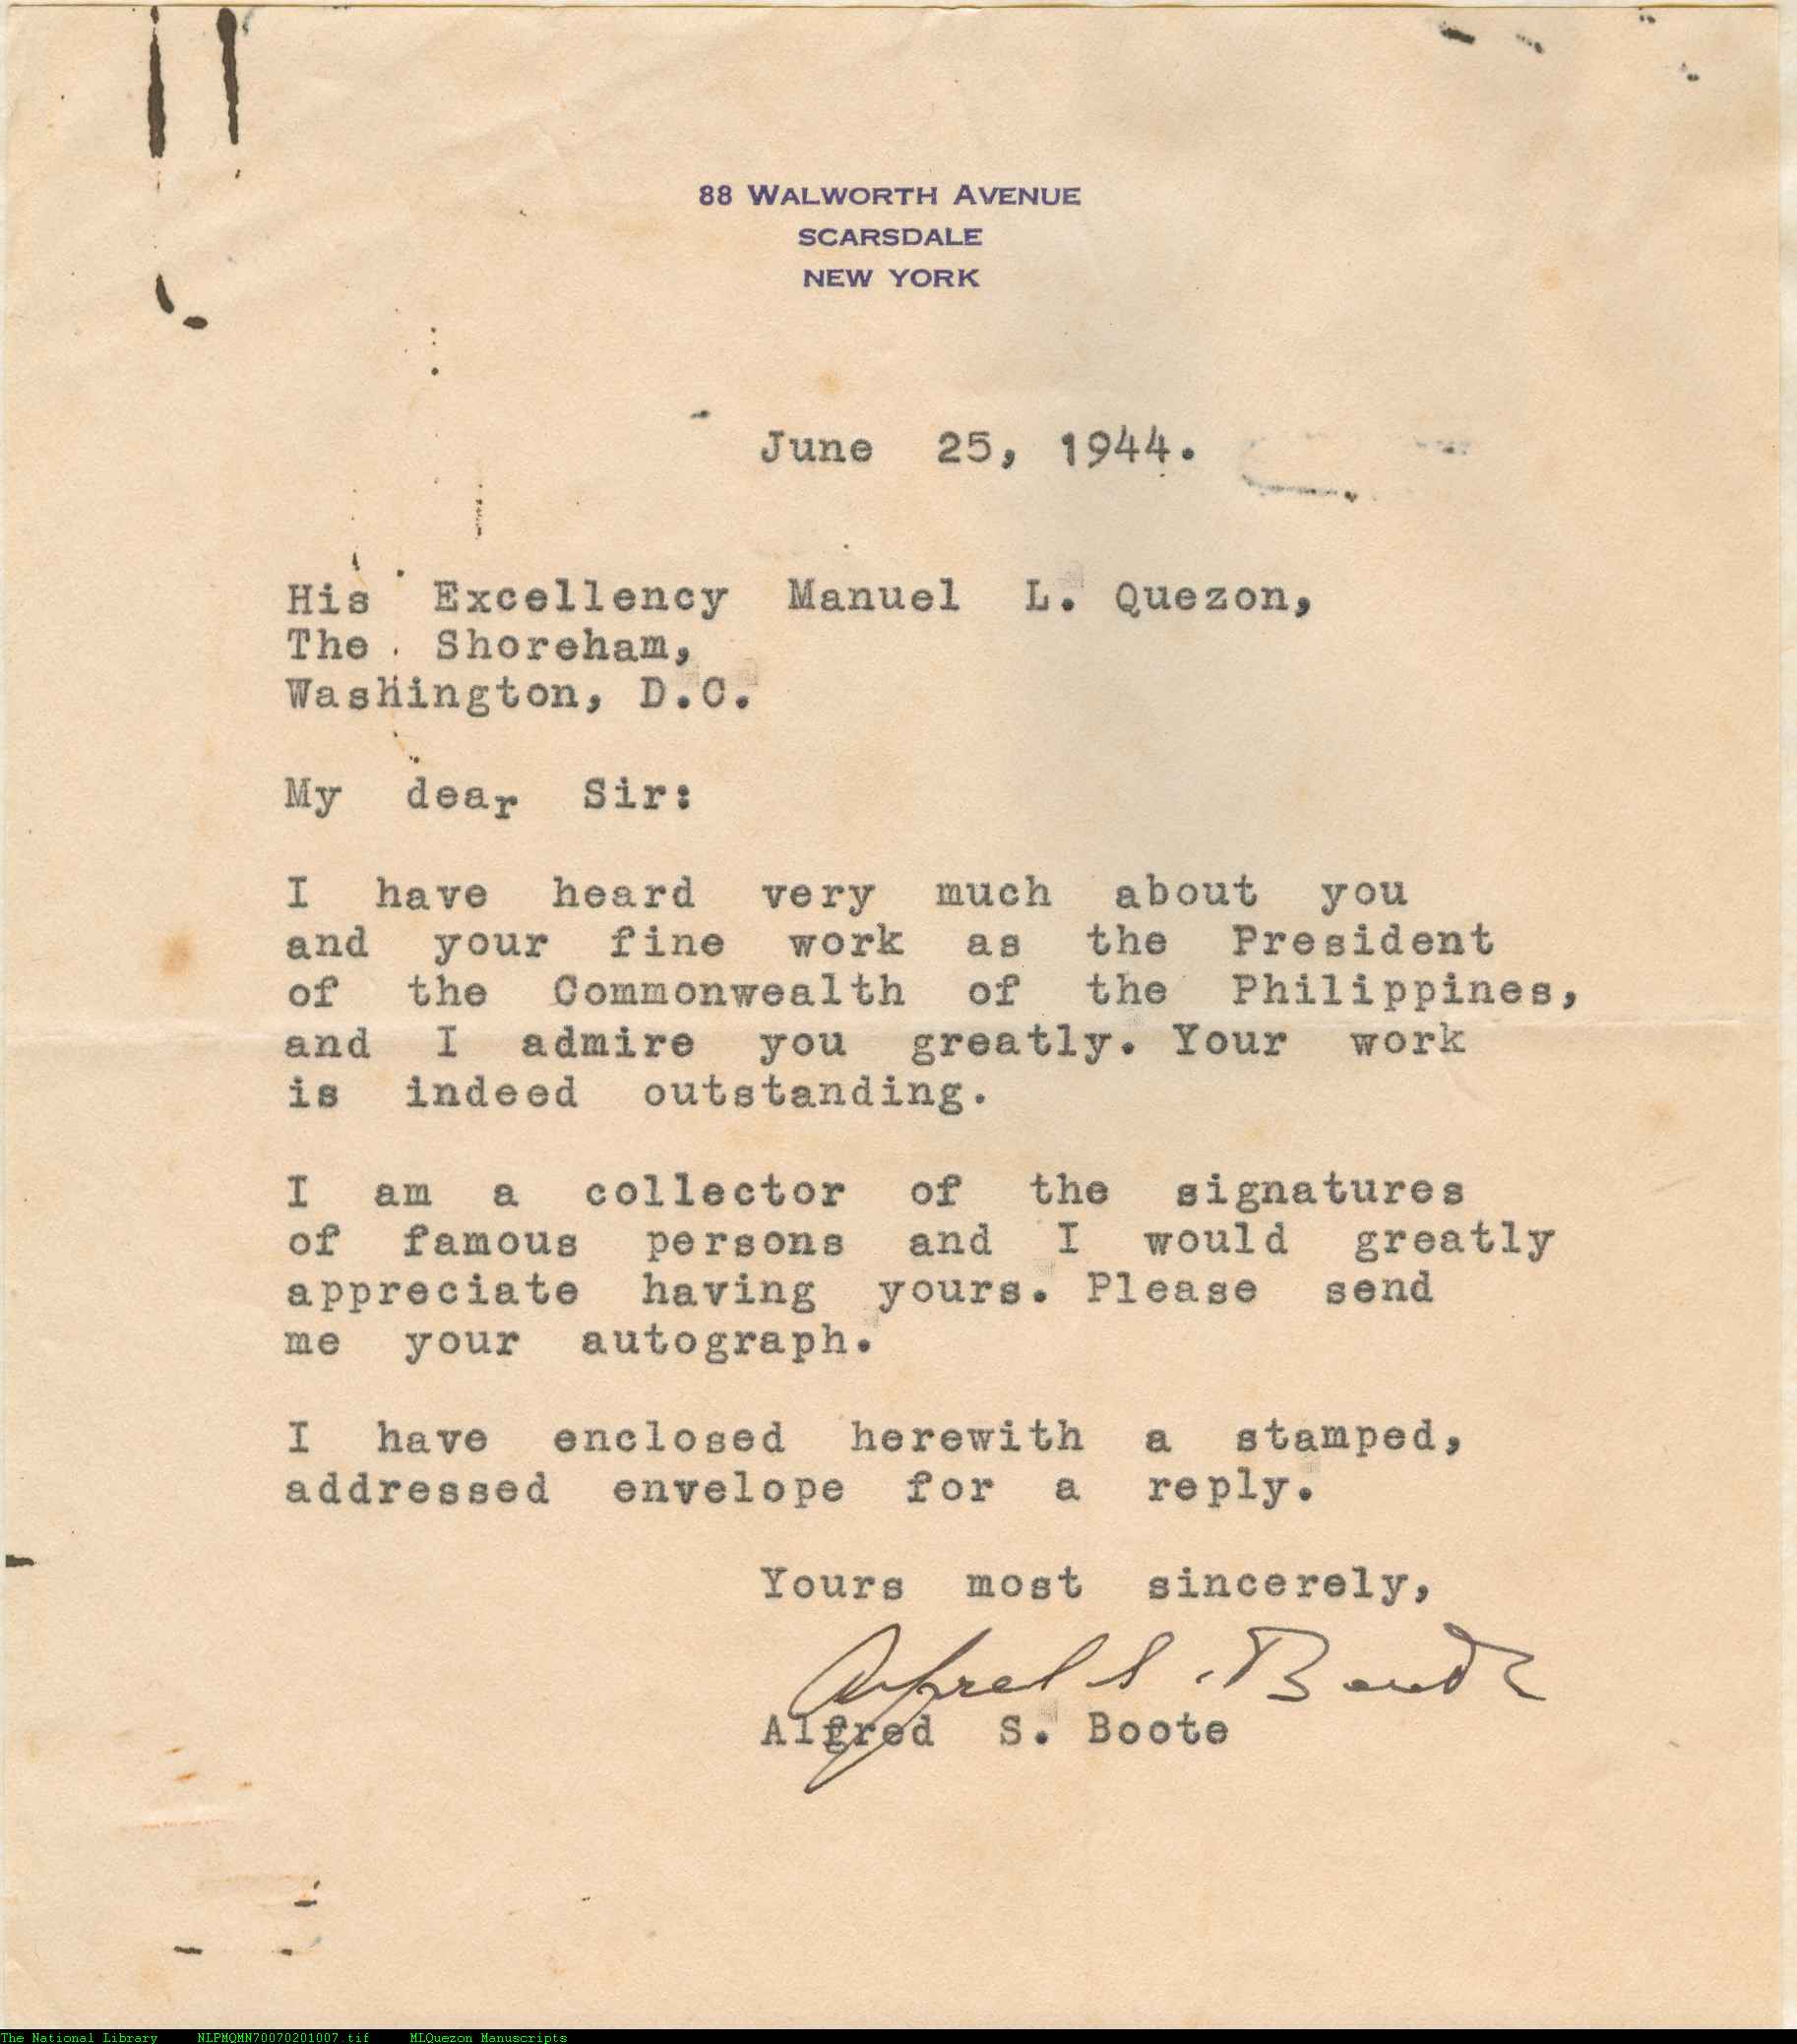 88 WALWORTH AVENUE
SCARSDALE
NEW YORK
June 25, 1944.
His Excellency Manuel L. Quezon,
The Shoreham,
Washington, D.C.
My dear Sir:
I have heard very much about you
and your fine work as the President
of the Commonwealth of the Philippines,
and I admire you greatly. Your work
is indeed outstanding.
I am a collector of the signatures
of famous persons and I would greatly
appreciate having yours. Please send
me your autograph.
I have enclosed herewith a stamped,
addressed envelope for a reply.
Yours most sincerely,
Alfred S. Boote
Alfred S. Boote
The National Library NLPMQMN70070201007.tif MLQuezon Manuscripts